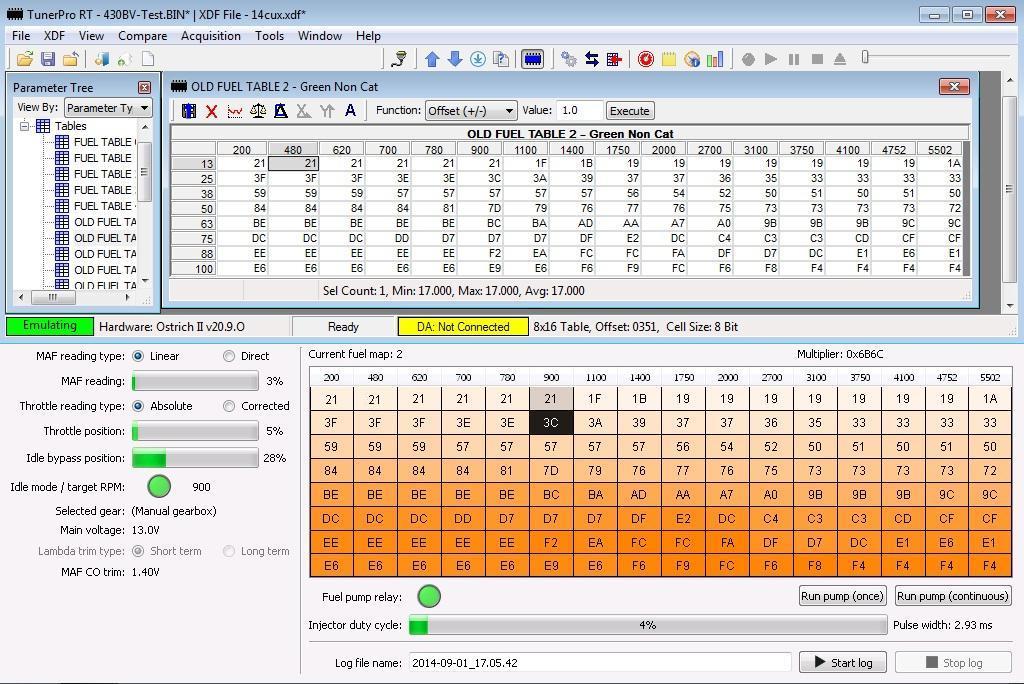 TunerPro RT - 430BV-Test.BIN* | XDF File - 14cux.xdf*
File XDF View Compare Acquisition Tools Window Help
Parameter Tree
View By: Parameter Ty
Tables
FUEL TABLE
FUEL TABLE
FUEL TABLE
FUEL TABLE
FUEL TABLE
OLD FUEL TA
OLD FUEL TA
OLD FUEL TA
OLD FUEL TA
OLD FUEL TA
OLD FUEL TABLE 2 - Green Non Cat
Function: Offset (+/-) Value: 1.0 Execute
OLD FUEL TABLE 2 - Green Non Cat
200 480 620 700 780 900 1100 1400 1750 2000 2700 3100 3750 4100 4752 5502
13 21 21 21 21 21 21 1F 1B 19 19 19 19 19 19 19 1A
25 3F 3F 3F 3E 3E 3C 3A 39 37 37 36 35 33 33 33 33
38 59 59 59 57 57 57 57 57 56 54 52 50 51 50 51 50
50 84 84 84 84 81 7D 79 76 77 76 75 73 73 73 73 72
63 BE BE BE BE BE BC BA AD AA A7 A0 9B 9B 9B 9C 9C
75 DC DC DC DD D7 D7 DF E2 DC C4 C3 C3 CD CF CF
88 EE EE EE EE EE F2 EA FC FC FA DF D7 DC E1 E6 E1
100 E6 E6 E6 E6 E6 E9 E6 F6 F9 FC F6 F8 F4 F4 F4 F4
Sel Count: 1, Min: 17.000, Max: 17.000, Avg: 17.000
Emulating Hardware: Ostrich II v20.9.O Ready DA: Not Connected 8x16 Table, Offset: 0351, Cell Size: 8 Bit
MAF reading type: Linear Direct
MAF reading: 3%
Throttle reading type: Absolute Corrected
Throttle position: 5%
Idle bypass position: 28%
Idle mode / target RPM: 900
Selected gear: (Manual gearbox)
Main voltage: 13.0V
Lambda trim type: Short term Long term
MAF CO trim: 1.40V
Current fuel map: 2 Multiplier: 0x6B6C
200 480 620 700 780 900 1100 1400 1750 2000 2700 3100 3750 4100 4752 5502
21 21 21 21 21 21 1F 1B 19 19 19 19 19 19 19 1A
3F 3F 3F 3E 3E 3C 3A 39 37 37 36 35 33 33 33 33
59 59 59 57 57 57 57 57 56 54 52 50 51 50 51 50
84 84 84 84 81 7D 79 76 77 76 75 73 73 73 73 72
BE BE BE BE BE BC BA AD AA A7 A0 9B 9B 9B 9C 9C
DC DC DC DD D7 D7 D7 DF E2 DC C4 C3 C3 CD CF CF
EE EE EE EE EE F2 EA FC FC FA DF D7 DC E1 E6 E1
E6 E6 E6 E6 E6 E9 E6 F6 F9 FC F6 F8 F4 F4 F4 F4
Fuel pump relay: Run pump (once) Run pump (continuous)
Injector duty cycle: 4% Pulse width: 2.93 ms
Log file name: 2014-09-01_17.05.42 Start log Stop log